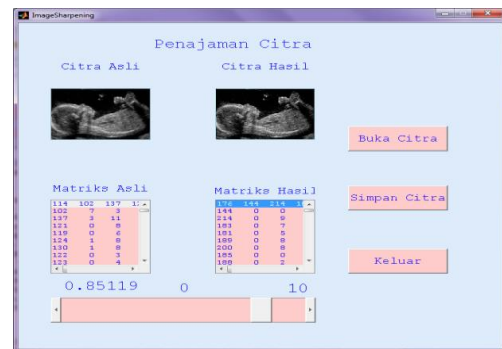 ImageSharpening
Penajaman Citra
Citra Asli Citra Hasil
Buka Citra
Matriks Asli Matriks Hasil
Simpan Citra
114 102 137 176 144 214
102 7 3 144 0 0
137 3 11 214 0 9
121 0 8 183 0 7
119 0 6 181 0 5
124 1 8 189 0 8
130 1 8 200 0 8
122 0 3 185 0 0
123 0 4 188 0 2
Keluar
0.85119 0 10